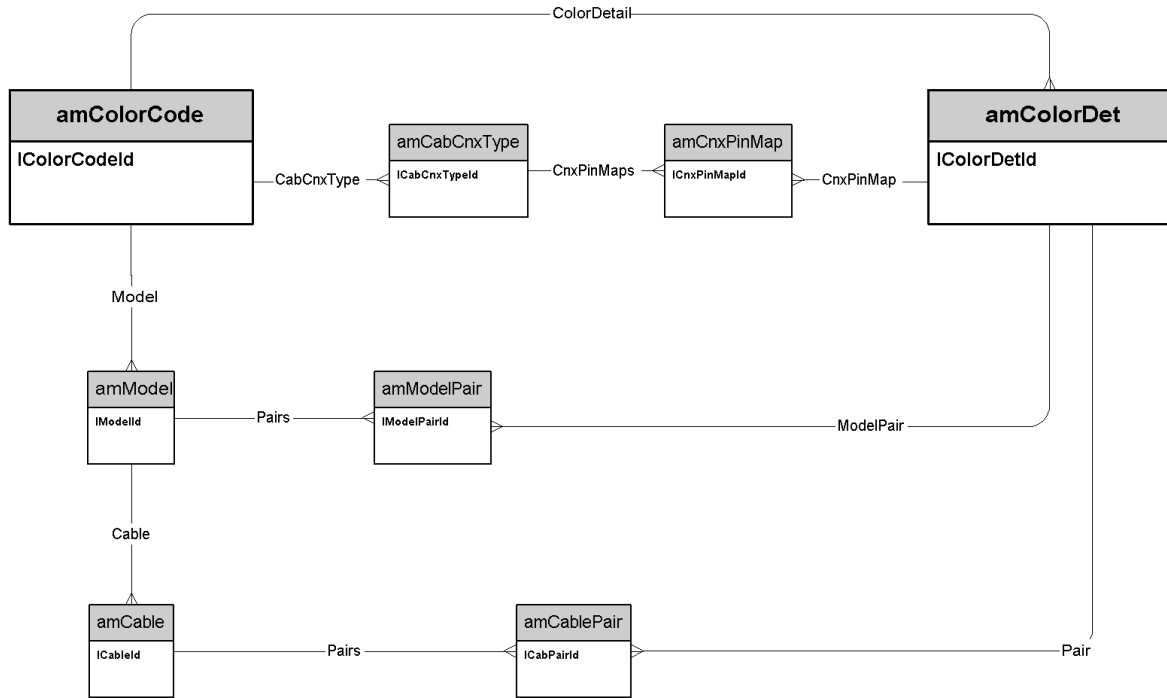 ColorDetail
amColorCode
lColorCodeId
CabCnxType
amCabCnxType
lCabCnxTypeId
CnxPinMaps
amCnxPinMap
lCnxPinMapId
CnxPinMap
amColorDet
lColorDetId
Model
amModel
lModelId
Pairs
amModelPair
lModelPairId
ModelPair
Cable
amCable
lCableId
Pairs
amCablePair
lCabPairId
Pair